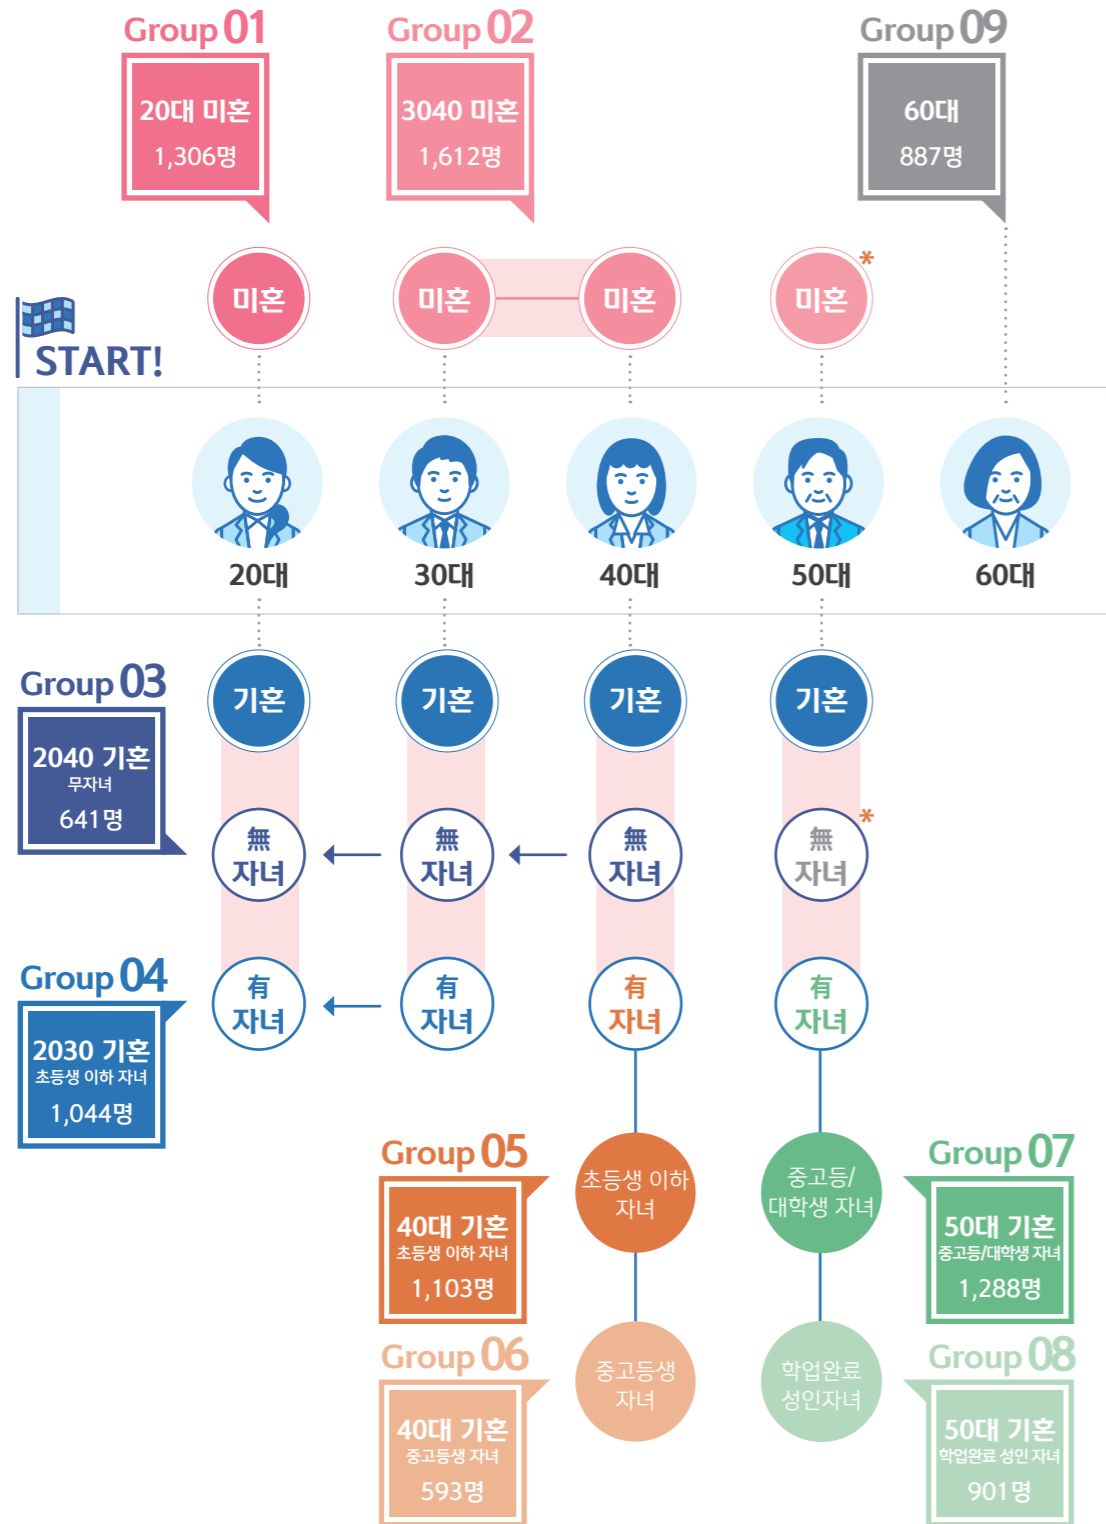 Group 01
20대 미혼
1,306명
Group 02
3040 미혼
1,612명
Group 09
60대
887명
미혼
미혼
미혼
미혼*
START!
20대
30대
40대
50대
60대
기혼
기혼
기혼
기혼
Group 03
2040 기혼
무자녀
641명
無
자녀
無
자녀
無
자녀
無
자녀*
Group 04
2030 기혼
초등생 이하 자녀
1,044명
有
자녀
有
자녀
有
자녀
有
자녀
Group 05
40대 기혼
초등생 이하 자녀
1,103명
초등생 이하
자녀
중고등/
대학생 자녀
Group 07
50대 기혼
중고등/대학생 자녀
1,288명
Group 06
40대 기혼
중고등생 자녀
593명
중고등생
자녀
학업완료
성인자녀
Group 08
50대 기혼
학업완료 성인 자녀
901명